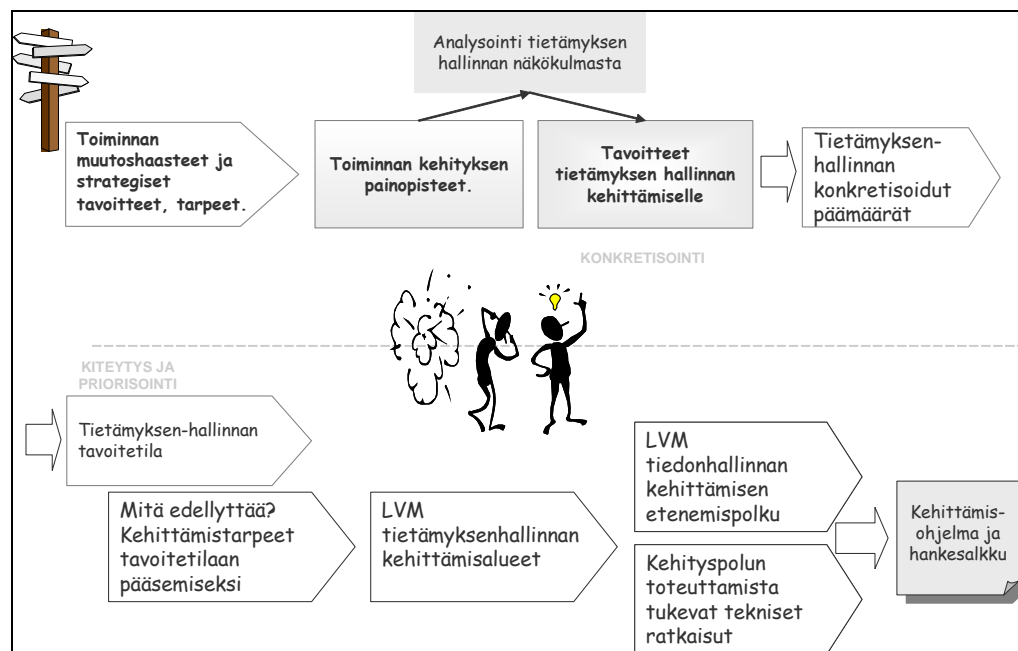 Analysointi tietämyksen
hallinnan näkökulmasta
Toiminnan
muutoshaasteet ja
strategiset
tavoitteet, tarpeet.
Toiminnan kehityksen
painopisteet.
Tavoitteet
tietämyksen hallinnan
kehittämiselle
Tietämyksen-
hallinnan
konkretisoidut
päämäärät
KONKRETISOINTI
KITEYTYS JA
PRIORISOINTI
Tietämyksen-hallinnan
tavoitetila
Mitä edellyttää?
Kehittämistarpeet
tavoitetilaan
pääsemiseksi
LVM
tietämyksenhallinnan
kehittämisalueet
LVM
tiedonhallinnan
kehittämisen
etenemispolku
Kehityspolun
toteuttamista
tukevat tekniset
ratkaisut
Kehittämis-
ohjelma ja
hankesalkku